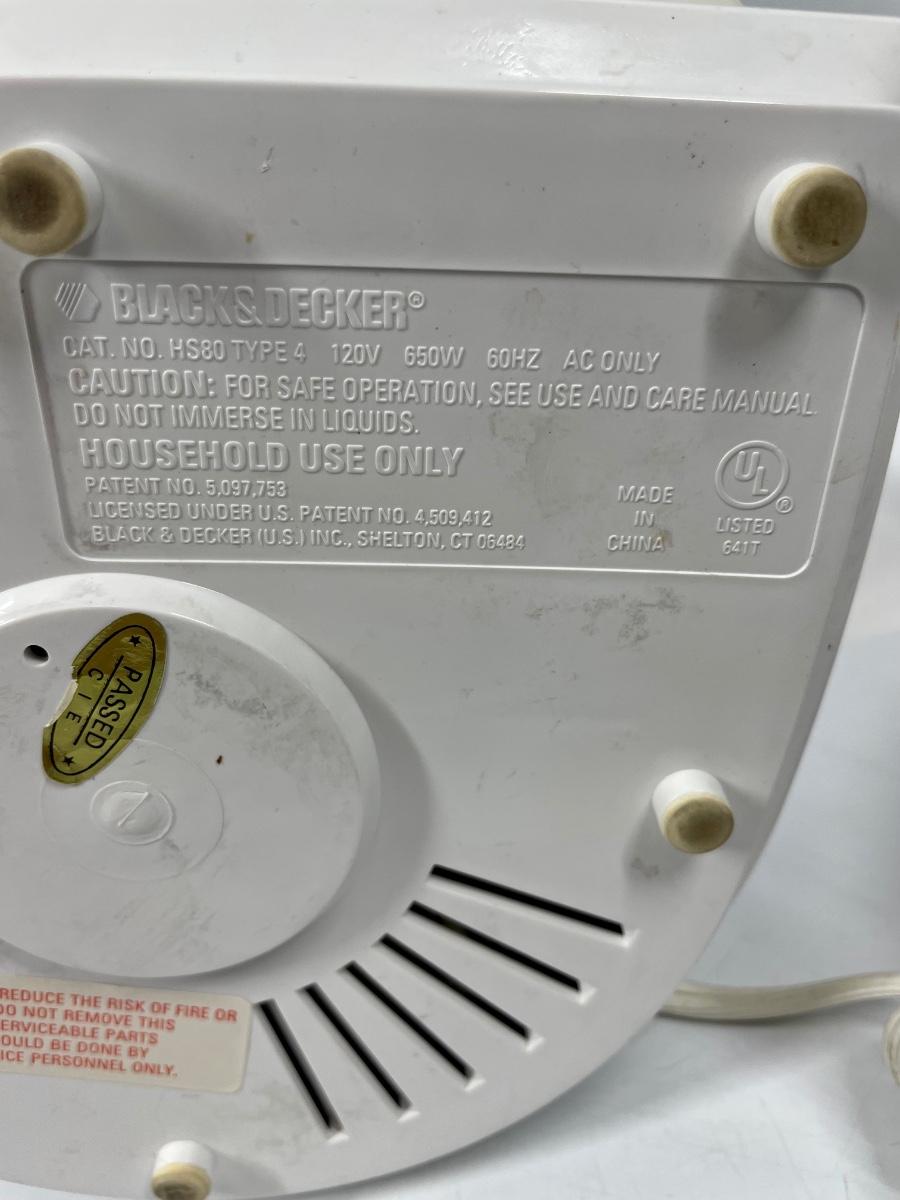 BLACK&DECKER®
CAT. NO. HS80 TYPE 4 120V 650W 60HZ AC ONLY
CAUTION: FOR SAFE OPERATION, SEE USE AND CARE MANUAL.
DO NOT IMMERSE IN LIQUIDS.
HOUSEHOLD USE ONLY
PATENT NO. 5,097,753
LICENSED UNDER U.S. PATENT NO. 4,509,412
BLACK & DECKER (U.S.) INC., SHELTON, CT 06484
MADE
IN
CHINA
UL®
LISTED
641T
PASSED
CIE
REDUCE THE RISK OF FIRE OR
DO NOT REMOVE THIS
PARTS
BE DONE BY
PERSONNEL ONLY.